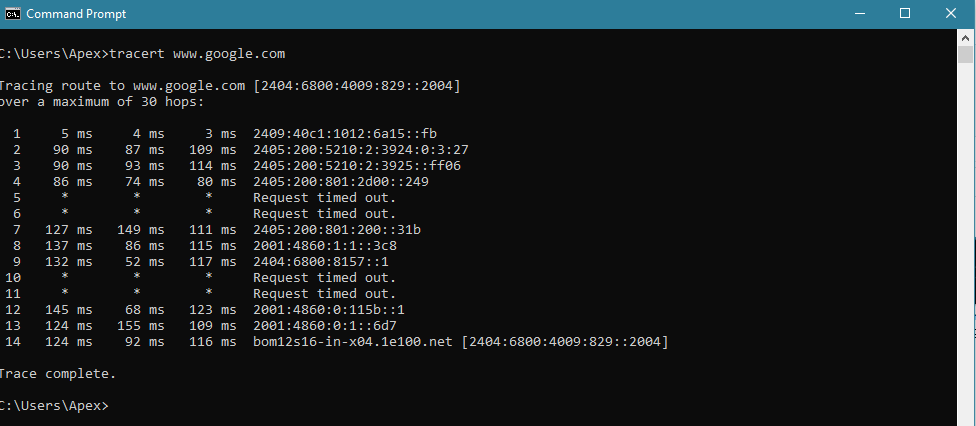 Command Prompt
C:\Users\Apex>tracert www.google.com
Tracing route to www.google.com [2404:6800:4009:829::2004]
over a maximum of 30 hops:
1 5 ms 4 ms 3 ms 2409:40c1:1012:6a15::fb
2 90 ms 87 ms 109 ms 2405:200:5210:2:3924:0:3:27
3 90 ms 93 ms 114 ms 2405:200:5210:2:3925::ff06
4 86 ms 74 ms 80 ms 2405:200:801:2d00::249
5 * * * Request timed out.
6 * * * Request timed out.
7 127 ms 149 ms 111 ms 2405:200:801:200::31b
8 137 ms 86 ms 115 ms 2001:4860:1:1::3c8
9 132 ms 52 ms 117 ms 2404:6800:8157::1
10 * * * Request timed out.
11 * * * Request timed out.
12 145 ms 68 ms 123 ms 2001:4860:0:115b::1
13 124 ms 155 ms 109 ms 2001:4860:0:1::6d7
14 124 ms 92 ms 116 ms bom12s16-in-x04.1e100.net [2404:6800:4009:829::2004]
Trace complete.
C:\Users\Apex>